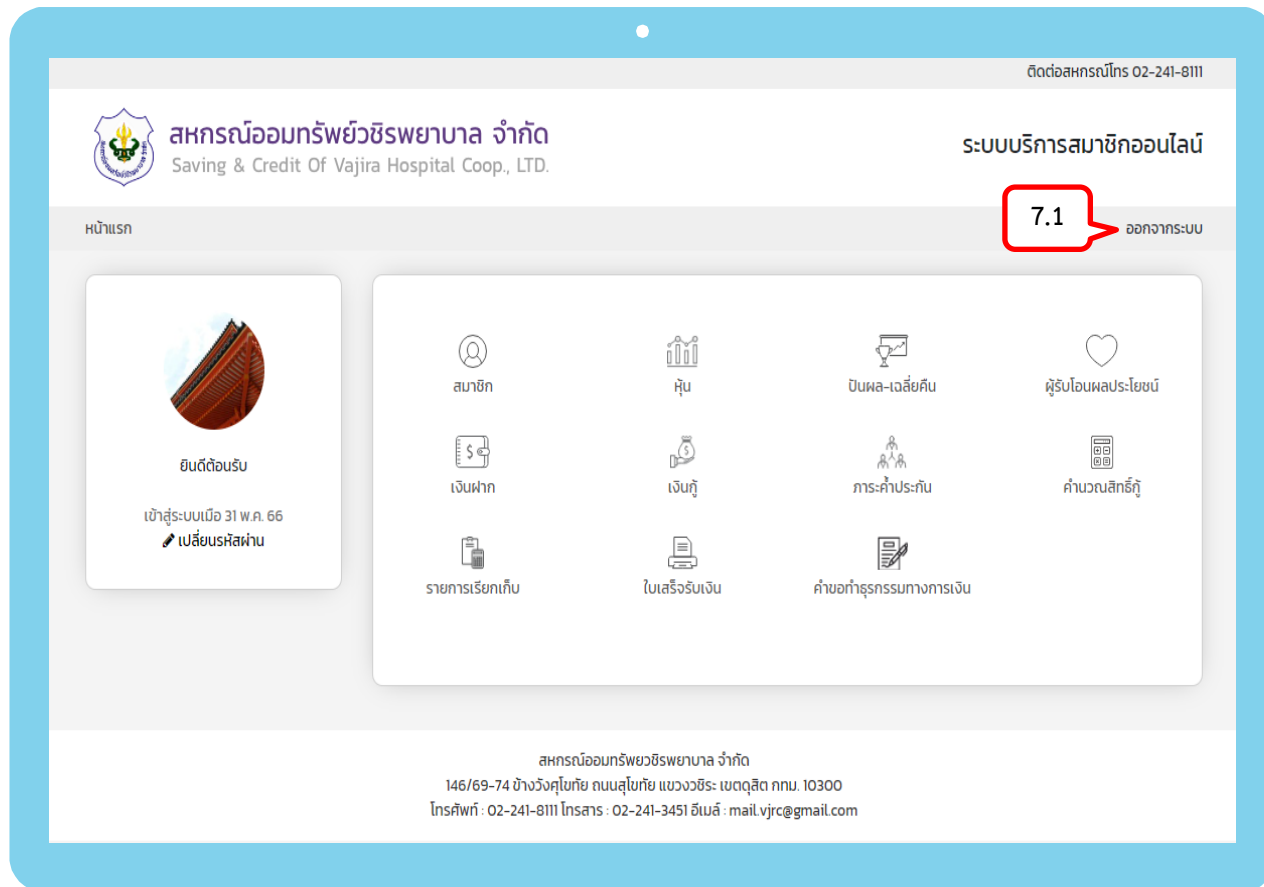 ติดต่อสหกรณ์โทร 02-241-8111
สหกรณ์ออมทรัพย์วชิรพยาบาล จำกัด
Saving & Credit Of Vajira Hospital Coop., LTD.
ระบบบริการสมาชิกออนไลน์
หน้าแรก
7.1
ออกจากระบบ
สมาชิก
หุ้น
ปันผล-เฉลี่ยคืน
ผู้รับโอนผลประโยชน์
ยินดีต้อนรับ
เข้าสู่ระบบเมื่อ 31 พ.ค. 66
เปลี่ยนรหัสผ่าน
เงินฝาก
เงินกู้
ภาระค้ำประกัน
คำนวณสิทธิ์กู้
รายการเรียกเก็บ
ใบเสร็จรับเงิน
คำขอทำธุรกรรมทางการเงิน
สหกรณ์ออมทรัพยวชิรพยาบาล จำกัด
146/69-74 ข้างวังศุโขทัย ถนนสุโขทัย แขวงวชิระ เขตดุสิต กทม. 10300
โทรศัพท์ : 02-241-8111 โทรสาร : 02-241-3451 อีเมล์ : mail.vjrc@gmail.com